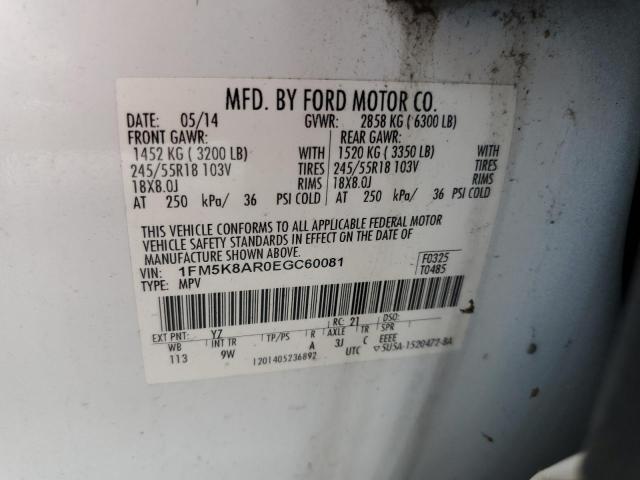 MFD. BY FORD MOTOR CO.
DATE: 05/14 GVWR: 2858 KG ( 6300 LB)
FRONT GAWR: REAR GAWR:
1452 KG ( 3200 LB) WITH 1520 KG ( 3350 LB) WITH
245/55R18 103V TIRES 245/55R18 103V TIRES
18X8.0J RIMS 18X8.0J RIMS
AT 250 kPa/ 36 PSI COLD AT 250 kPa/ 36 PSI COLD
THIS VEHICLE CONFORMS TO ALL APPLICABLE FEDERAL MOTOR
VEHICLE SAFETY STANDARDS IN EFFECT ON THE DATE OF
MANUFACTURE SHOWN ABOVE.
VIN: 1FM5K8AR0EGC60081 F0325
TYPE: MPV T0485
EXT PNT: YZ RC: 21 DSO:
WB INT TR TP/PS R AXLE TR SPR
113 9W A 3J C EEEE
1201405236892 UTC 5USA-1520472-BA